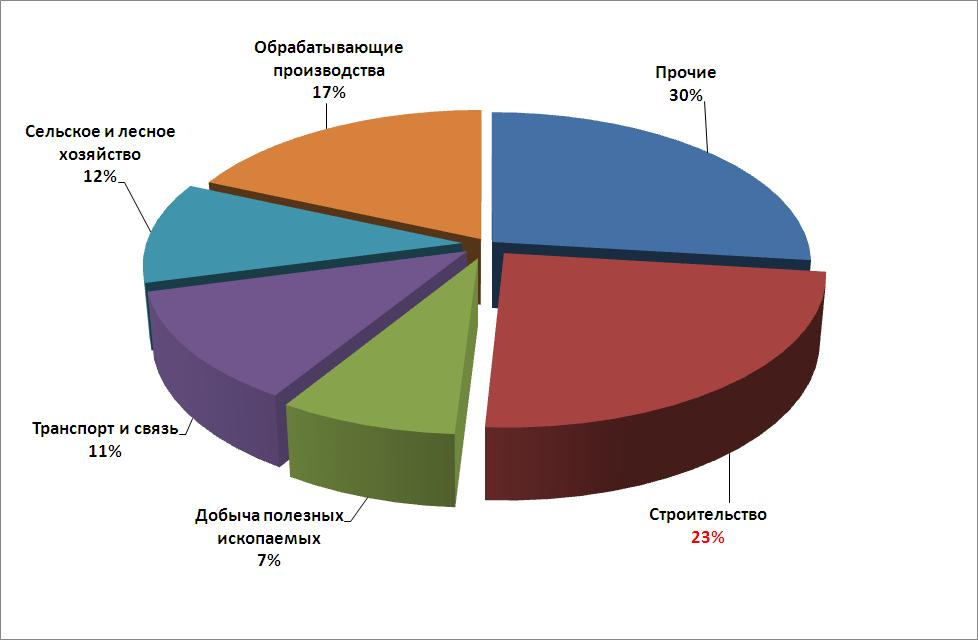 Обрабатывающие
производства
17%
Прочие
30%
Сельское и лесное
хозяйство
12%
Транспорт и связь
11%
Добыча полезных
ископаемых
7%
Строительство
23%